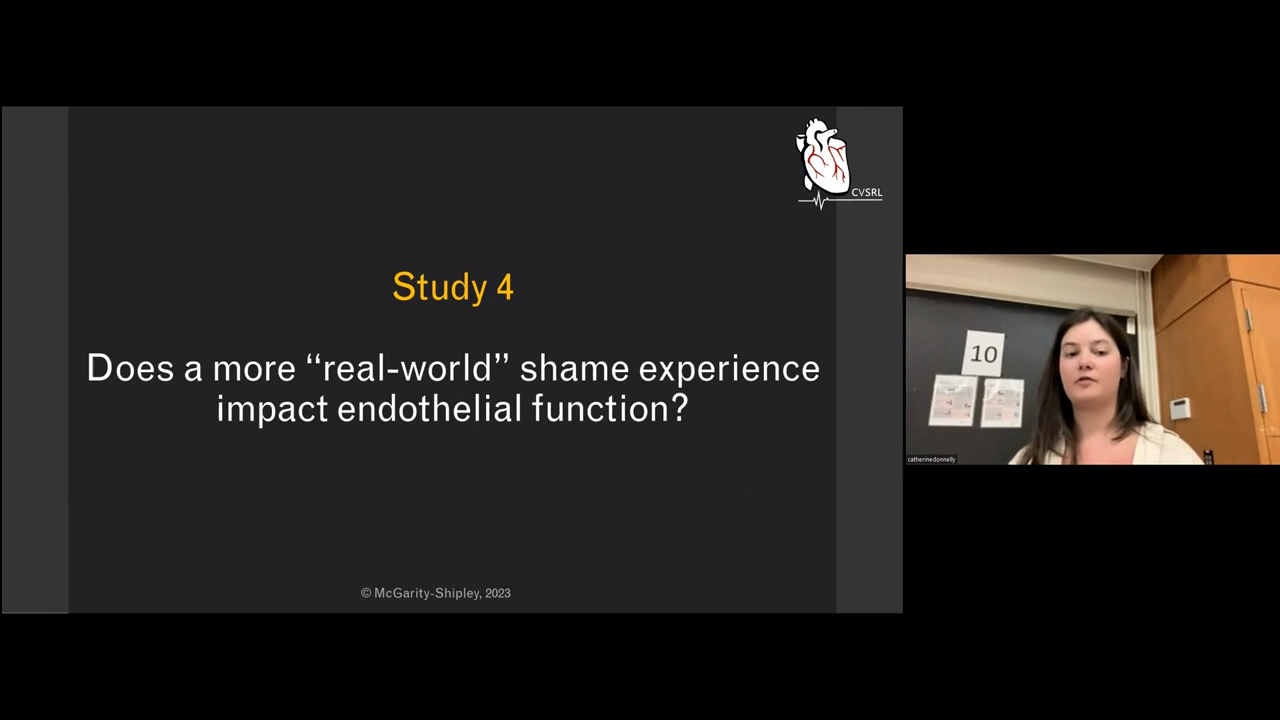 CVSRL
Study 4
Does a more “real-world” shame experience
impact endothelial function?
© McGarity-Shipley, 2023
10
catherinedonnelly